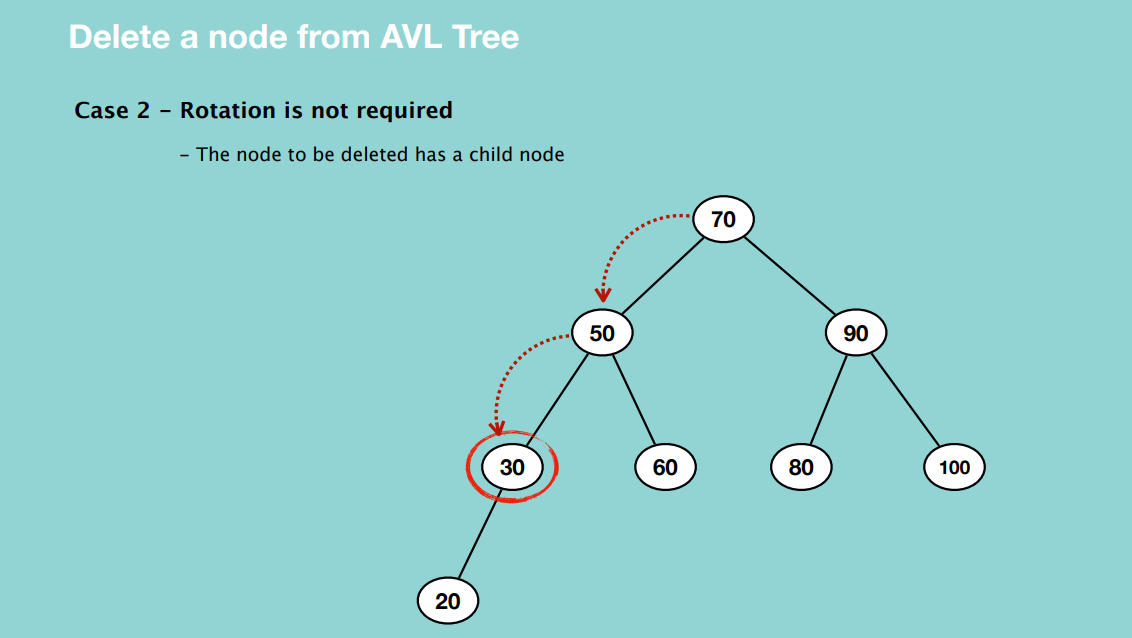 Delete a node from AVL Tree
Case 2 – Rotation is not required
– The node to be deleted has a child node
70
50
90
30
60
80
100
20